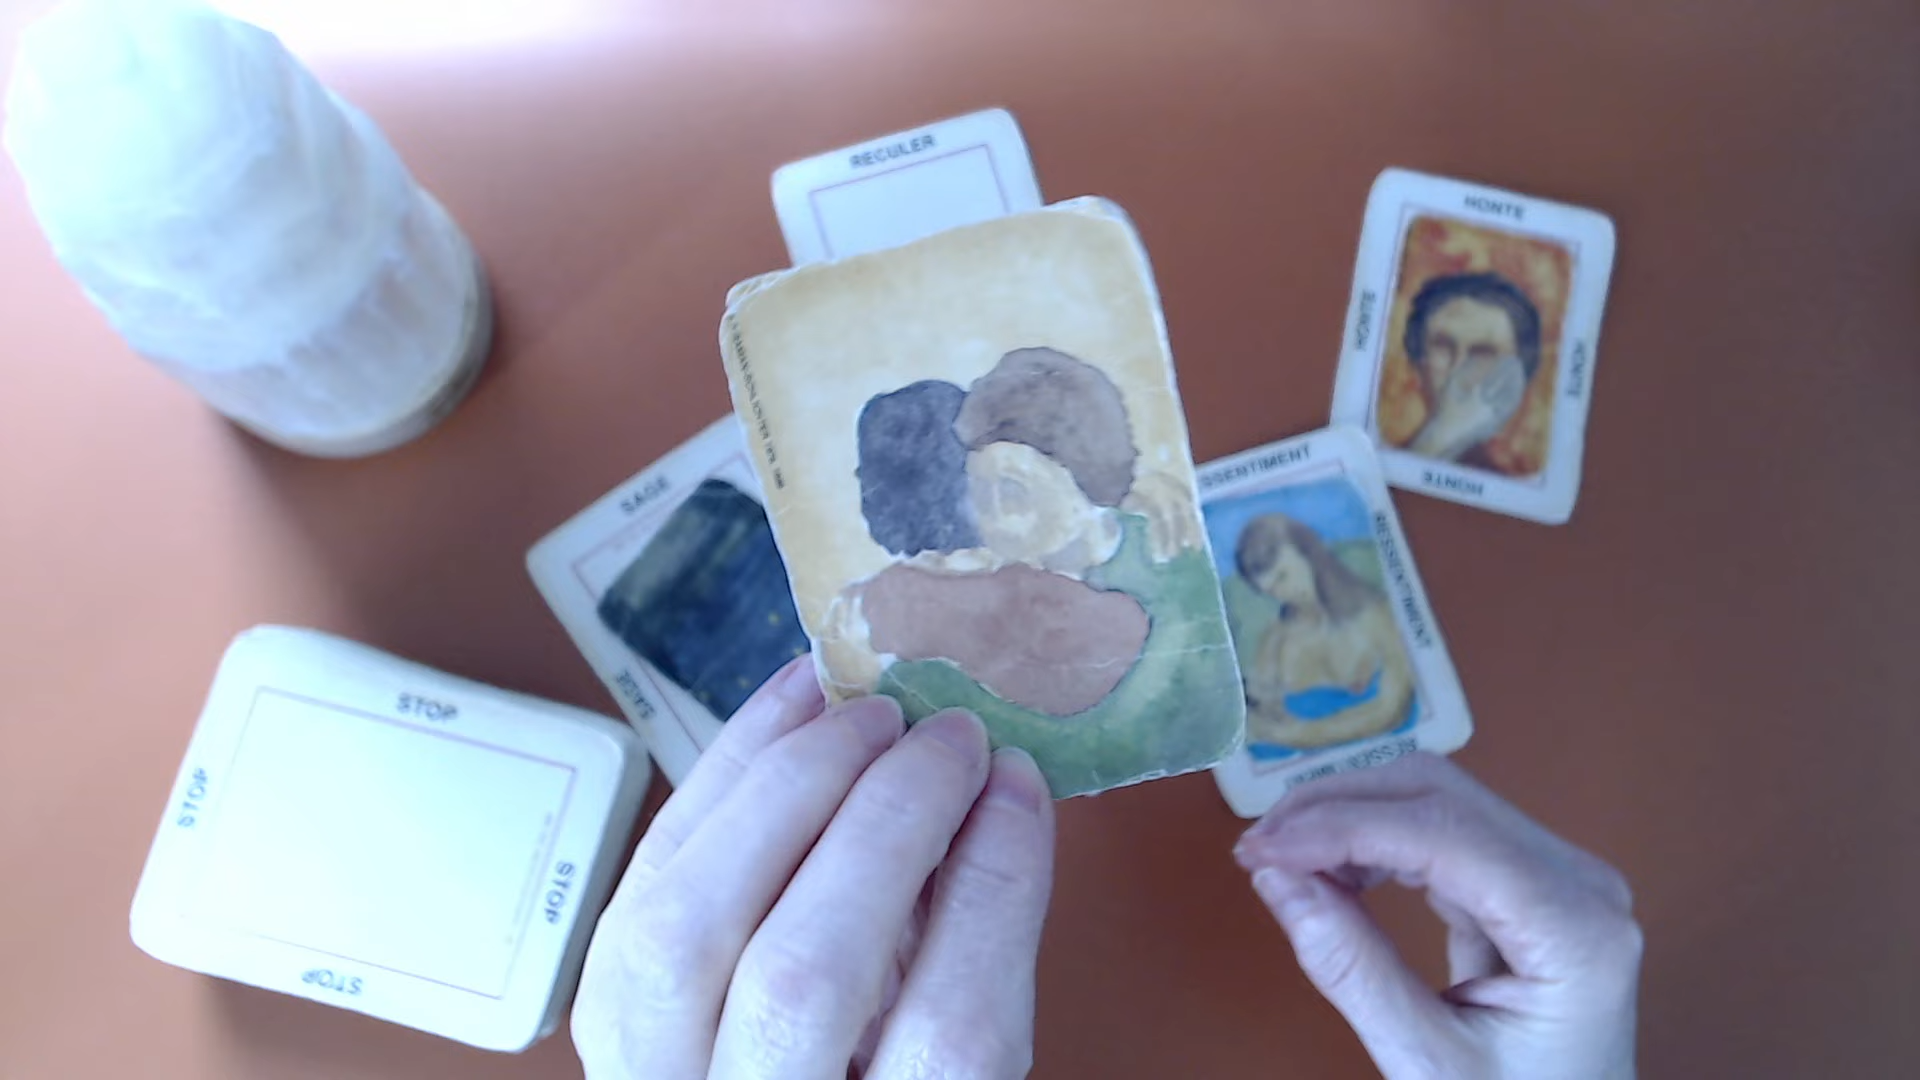 RECULER
HONTE
HONTE
HONTE
HONTE
SAGE
SAGE
SSENTIMENT
RESSENTIMENT
STOP
STOP
STOP
STOP